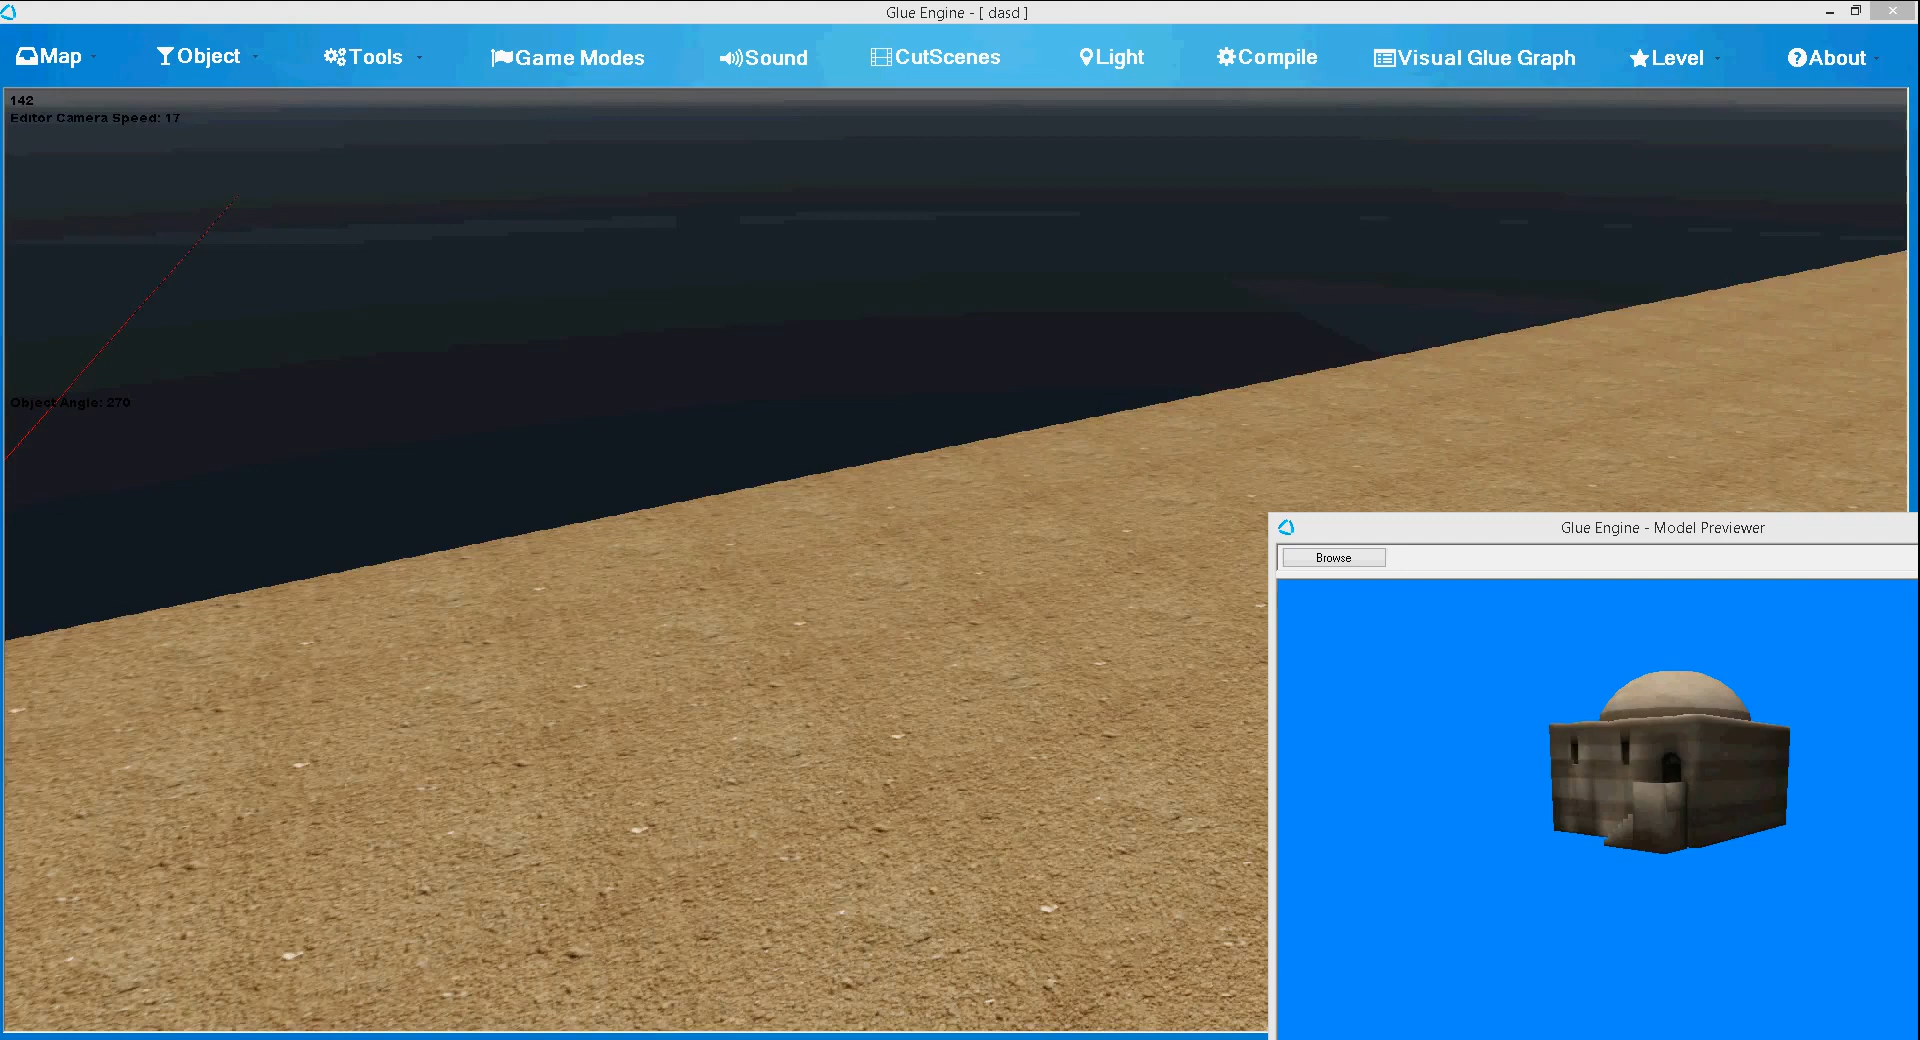 Glue Engine - [ dasd ]
Map Object Tools Game Modes Sound CutScenes Light Compile Visual Glue Graph Level About
142
Editor Camera Speed: 17
Object Angle: 270
Glue Engine - Model Previewer
Browse